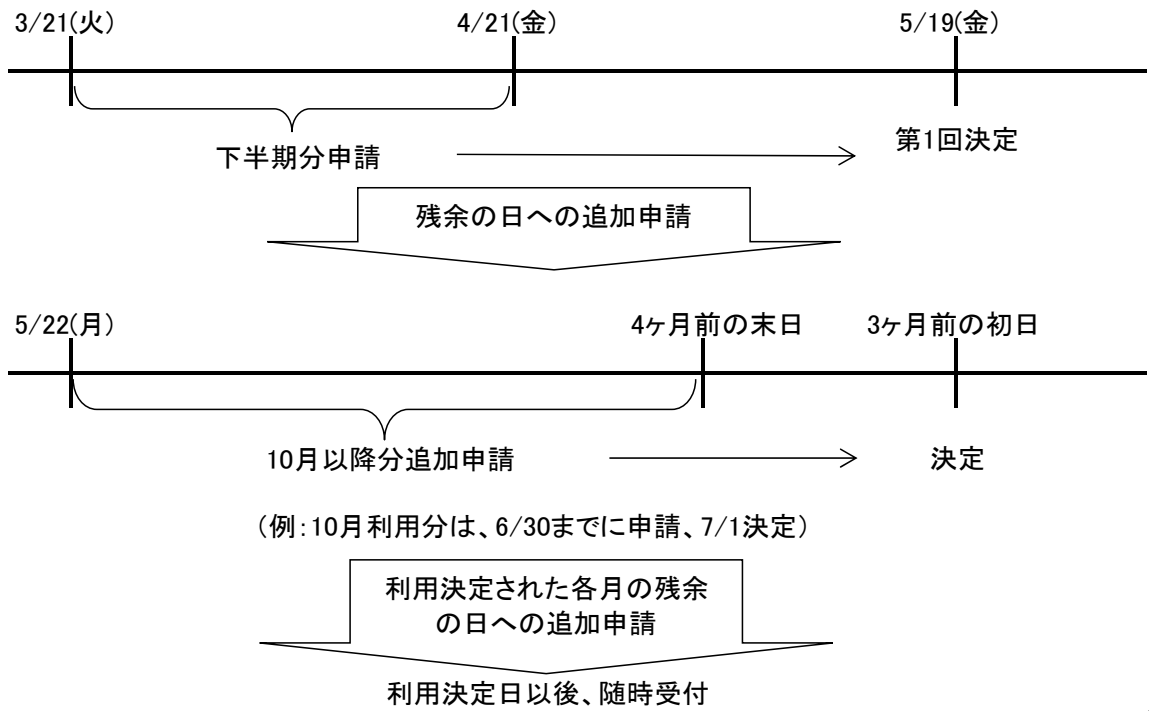 3/21(火)
4/21(金)
5/19(金)
下半期分申請
第1回決定
残余の日への追加申請
5/22(月)
4ヶ月前の末日
3ヶ月前の初日
10月以降分追加申請
決定
(例:10月利用分は、6/30までに申請、7/1決定)
利用決定された各月の残余
の日への追加申請
利用決定日以後、随時受付